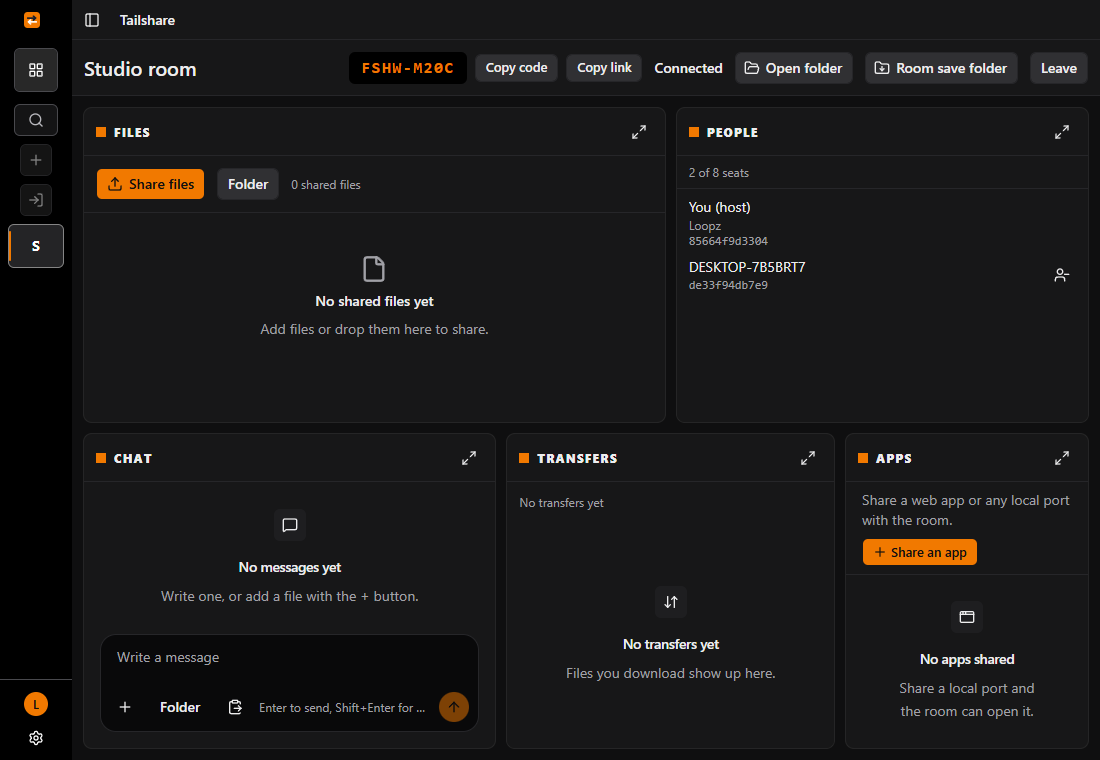 Tailshare
Studio room
FSHW-M20C
Copy code
Copy link
Connected
Open folder
Room save folder
Leave
S
L
FILES
Share files
Folder
0 shared files
No shared files yet
Add files or drop them here to share.
PEOPLE
2 of 8 seats
You (host)
Loopz
85664f9d3304
DESKTOP-7B5BRT7
de33f94db7e9
CHAT
No messages yet
Write one, or add a file with the + button.
Write a message
Folder
Enter to send, Shift+Enter for ...
TRANSFERS
No transfers yet
No transfers yet
Files you download show up here.
APPS
Share a web app or any local port
with the room.
Share an app
No apps shared
Share a local port and
the room can open it.